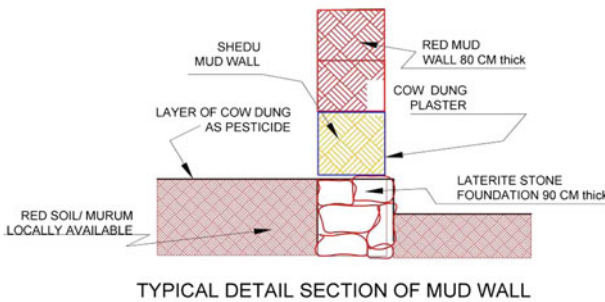 SHEDU
MUD WALL
RED MUD
WALL 80 CM thick
COW DUNG
PLASTER
LAYER OF COW DUNG
AS PESTICIDE
LATERITE STONE
FOUNDATION 90 CM thick
RED SOIL/ MURUM
LOCALLY AVAILABLE
TYPICAL DETAIL SECTION OF MUD WALL